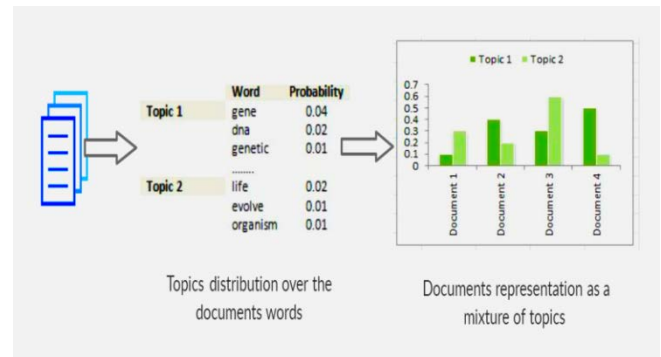 Word Probability
Topic 1 gene 0.04
dna 0.02
genetic 0.01
........
Topic 2 life 0.02
evolve 0.01
organism 0.01
Topics distribution over the
documents words
Topic 1 Topic 2
0.7
0.6
0.5
0.4
0.3
0.2
0.1
0
Document 1
Document 2
Document 3
Document 4
Documents representation as a
mixture of topics